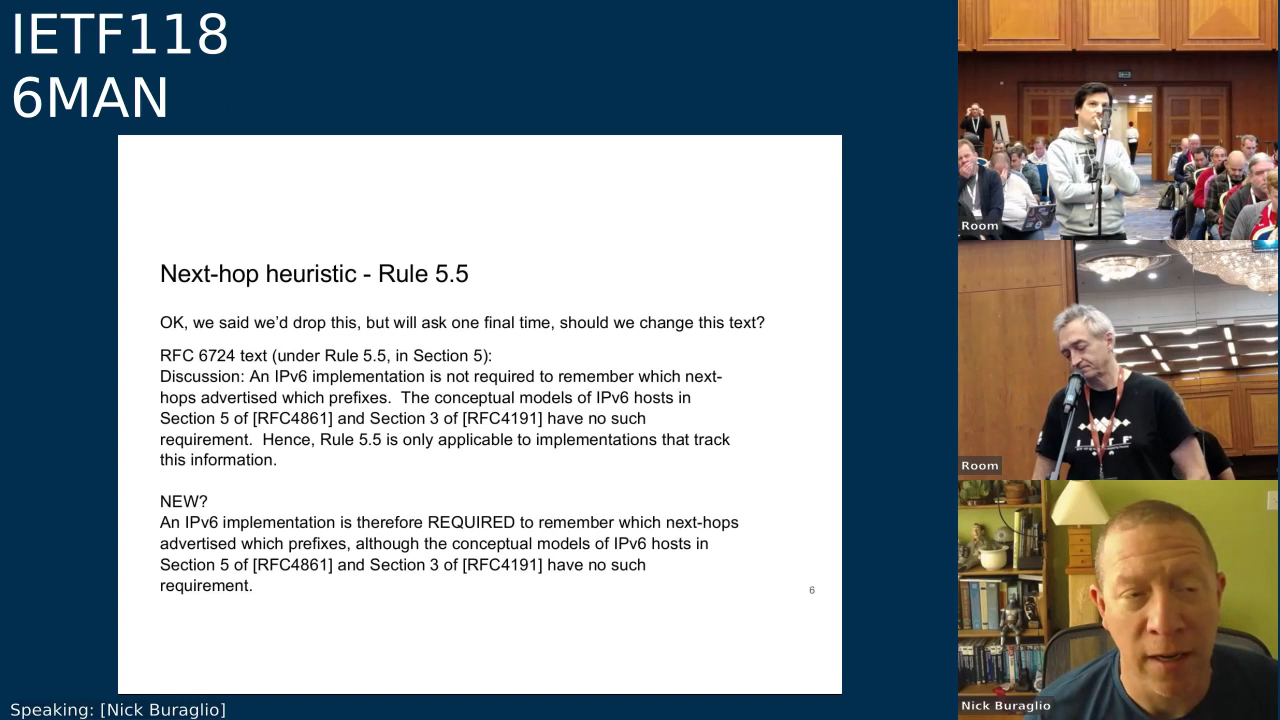 IETF118
6MAN
Next-hop heuristic - Rule 5.5
OK, we said we'd drop this, but will ask one final time, should we change this text?
RFC 6724 text (under Rule 5.5, in Section 5):
Discussion: An IPv6 implementation is not required to remember which next-
hops advertised which prefixes.  The conceptual models of IPv6 hosts in
Section 5 of [RFC4861] and Section 3 of [RFC4191] have no such
requirement.  Hence, Rule 5.5 is only applicable to implementations that track
this information.
NEW?
An IPv6 implementation is therefore REQUIRED to remember which next-hops
advertised which prefixes, although the conceptual models of IPv6 hosts in
Section 5 of [RFC4861] and Section 3 of [RFC4191] have no such
requirement.
6
Room
Room
I E T F
Nick Buraglio
Speaking: [Nick Buraglio]